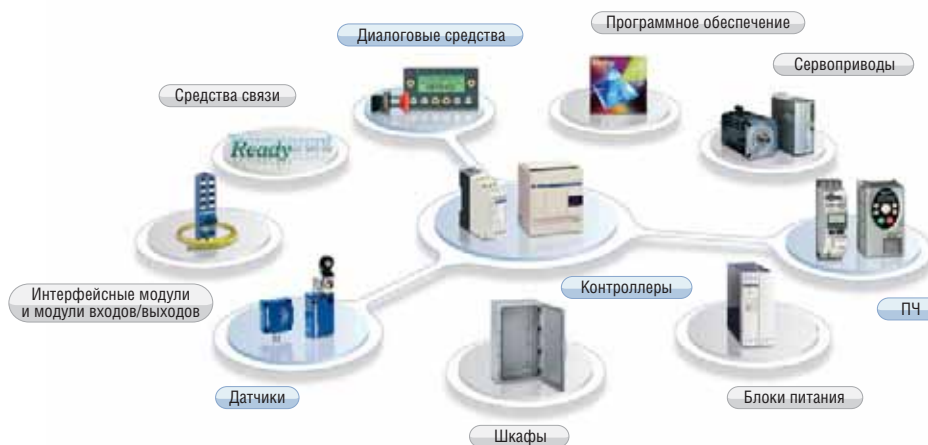 Программное обеспечение
Диалоговые средства
Сервоприводы
Средства связи
Ready
Контроллеры
Интерфейсные модули
и модули входов/выходов
ПЧ
Датчики
Блоки питания
Шкафы